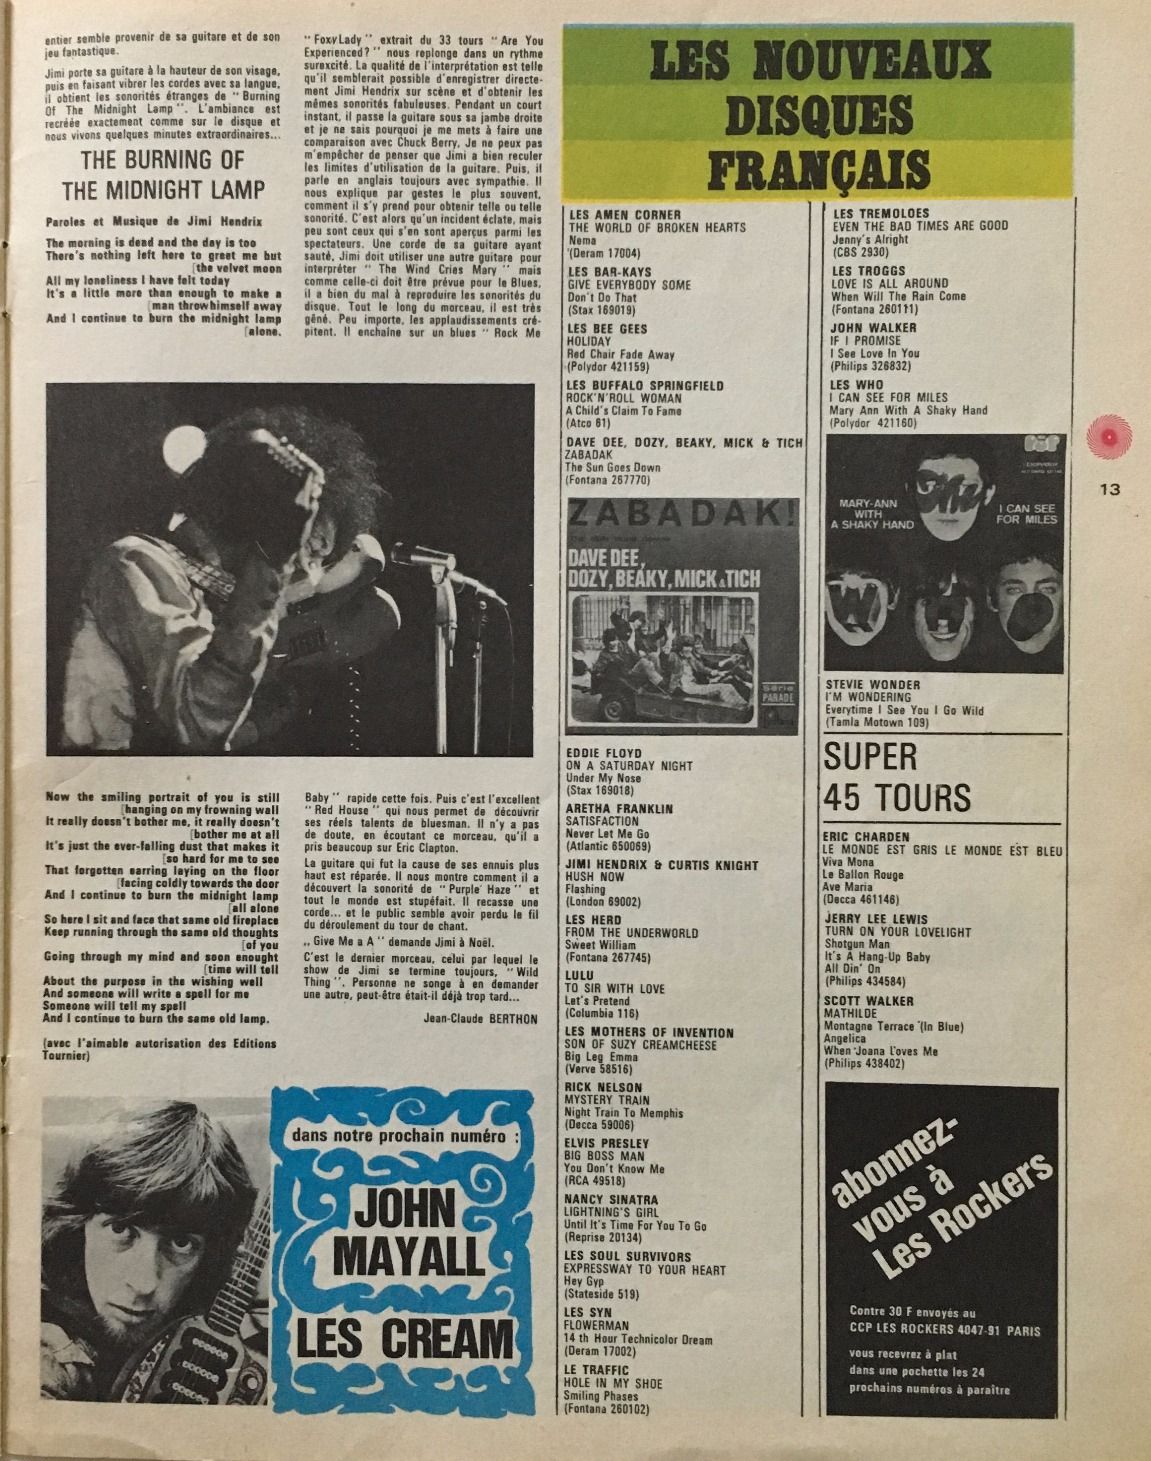 entier semble provenir de sa guitare et de son
jeu fantastique.
Jimi porte sa guitare à la hauteur de son visage,
puis en faisant vibrer les cordes avec sa langue,
il obtient les sonorités étranges de " Burning
Of The Midnight Lamp ". L'ambiance est
recréée exactement comme sur le disque et
nous vivons quelques minutes extraordinaires...
THE BURNING OF
THE MIDNIGHT LAMP
Paroles et Musique de Jimi Hendrix
The morning is dead and the day is too
There's nothing left here to greet me but
[the velvet moon
All my loneliness I have felt today
It's a little more than enough to make a
[man throw himself away
And I continue to burn the midnight lamp
[alone.
" Foxy Lady " extrait du 33 tours " Are You
Experienced? " nous replonge dans un rythme
surexcité. La qualité de l'interprétation est telle
qu'il semblerait possible d'enregistrer directe-
ment Jimi Hendrix sur scène et d'obtenir les
mêmes sonorités fabuleuses. Pendant un court
instant, il passe la guitare sous sa jambe droite
et je ne sais pourquoi je me mets à faire une
comparaison avec Chuck Berry, Je ne peux pas
m'empêcher de penser que Jimi a bien reculer
les limites d'utilisation de la guitare. Puis, il
parle en anglais toujours avec sympathie. Il
nous explique par gestes le plus souvent,
comment il s'y prend pour obtenir telle ou telle
sonorité. C'est alors qu'un incident éclate, mais
peu sont ceux qui s'en sont aperçus parmi les
spectateurs. Une corde de sa guitare ayant
sauté, Jimi doit utiliser une autre guitare pour
interpréter " The Wind Cries Mary " mais
comme celle-ci doit être prévue pour le Blues,
il a bien du mal à reproduire les sonorités du
disque. Tout le long du morceau, il est très
gêné. Peu importe, les applaudissements cré-
pitent. Il enchaine sur un blues " Rock Me
Now the smiling portrait of you is still
[hanging on my frowning wall
It really doesn't bother me, it really doesn't
[bother me at all
It's just the ever-falling dust that makes it
[so hard for me to see
That forgotten earring laying on the floor
[facing coldly towards the door
And I continue to burn the midnight lamp
[all alone
So here I sit and face that same old fireplace
Keep running through the same old thoughts
[of you
Going through my mind and soon enought
[time will tell
About the purpose in the wishing well
And someone will write a spell for me
Someone will tell my spell
And I continue to burn the same old lamp.
(avec l'aimable autorisation des Editions
Tournier)
Baby " rapide cette fois. Puis c'est l'excellent
" Red House " qui nous permet de découvrir
ses réels talents de bluesman. Il n'y a pas
de doute, en écoutant ce morceau, qu'il a
pris beaucoup sur Eric Clapton.
La guitare qui fut la cause de ses ennuis plus
haut est réparée. Il nous montre comment il a
découvert la sonorité de " Purple Haze " et
tout le monde est stupéfait. Il recasse une
corde... et le public semble avoir perdu le fil
du déroulement du tour de chant.
,, Give Me a A " demande Jimi à Noël.
C'est le dernier morceau, celui par lequel le
show de Jimi se termine toujours, " Wild
Thing ". Personne ne songe à en demander
une autre, peut-être était-il déjà trop tard...
Jean-Claude BERTHON
dans notre prochain numéro :
JOHN
MAYALL
LES CREAM
LES NOUVEAUX
DISQUES
FRANÇAIS
LES AMEN CORNER
THE WORLD OF BROKEN HEARTS
Nema
(Deram 17004)
LES BAR-KAYS
GIVE EVERYBODY SOME
Don't Do That
(Stax 169019)
LES BEE GEES
HOLIDAY
Red Chair Fade Away
(Polydor 421159)
LES BUFFALO SPRINGFIELD
ROCK'N'ROLL WOMAN
A Child's Claim To Fame
(Atco 61)
DAVE DEE, DOZY, BEAKY, MICK & TICH
ZABADAK
The Sun Goes Down
(Fontana 267770)
ZABADAK!
DAVE DEE,
DOZY, BEAKY, MICK & TICH
Série
PARADE
EDDIE FLOYD
ON A SATURDAY NIGHT
Under My Nose
(Stax 169018)
ARETHA FRANKLIN
SATISFACTION
Never Let Me Go
(Atlantic 650069)
JIMI HENDRIX & CURTIS KNIGHT
HUSH NOW
Flashing
(London 69002)
LES HERD
FROM THE UNDERWORLD
Sweet William
(Fontana 267745)
LULU
TO SIR WITH LOVE
Let's Pretend
(Columbia 116)
LES MOTHERS OF INVENTION
SON OF SUZY CREAMCHEESE
Big Leg Emma
(Verve 58516)
RICK NELSON
MYSTERY TRAIN
Night Train To Memphis
(Decca 59006)
ELVIS PRESLEY
BIG BOSS MAN
You Don't Know Me
(RCA 49518)
NANCY SINATRA
LIGHTNING'S GIRL
Until It's Time For You To Go
(Reprise 20134)
LES SOUL SURVIVORS
EXPRESSWAY TO YOUR HEART
Hey Gyp
(Stateside 519)
LES SYN
FLOWERMAN
14 th Hour Technicolor Dream
(Deram 17002)
LE TRAFFIC
HOLE IN MY SHOE
Smiling Phases
(Fontana 260102)
LES TREMOLOES
EVEN THE BAD TIMES ARE GOOD
Jenny's Alright
(CBS 2930)
LES TROGGS
LOVE IS ALL AROUND
When Will The Rain Come
(Fontana 260111)
JOHN WALKER
IF I PROMISE
I See Love In You
(Philips 326832)
LES WHO
I CAN SEE FOR MILES
Mary Ann With A Shaky Hand
(Polydor 421160)
MARY-ANN
WITH
A SHAKY HAND
I CAN SEE
FOR MILES
STEVIE WONDER
I'M WONDERING
Everytime I See You I Go Wild
(Tamla Motown 109)
SUPER
45 TOURS
ERIC CHARDEN
LE MONDE EST GRIS LE MONDE EST BLEU
Viva Mona
Le Ballon Rouge
Ave Maria
(Decca 461146)
JERRY LEE LEWIS
TURN ON YOUR LOVELIGHT
Shotgun Man
It's A Hang-Up Baby
All Din' On
(Philips 434584)
SCOTT WALKER
MATHILDE
Montagne Terrace (In Blue)
Angelica
When Joana Loves Me
(Philips 438402)
abonnez-
vous à
Les Rockers
Contre 30 F envoyés au
CCP LES ROCKERS 4047-91 PARIS
vous recevrez à plat
dans une pochette les 24
prochains numéros à paraître
13